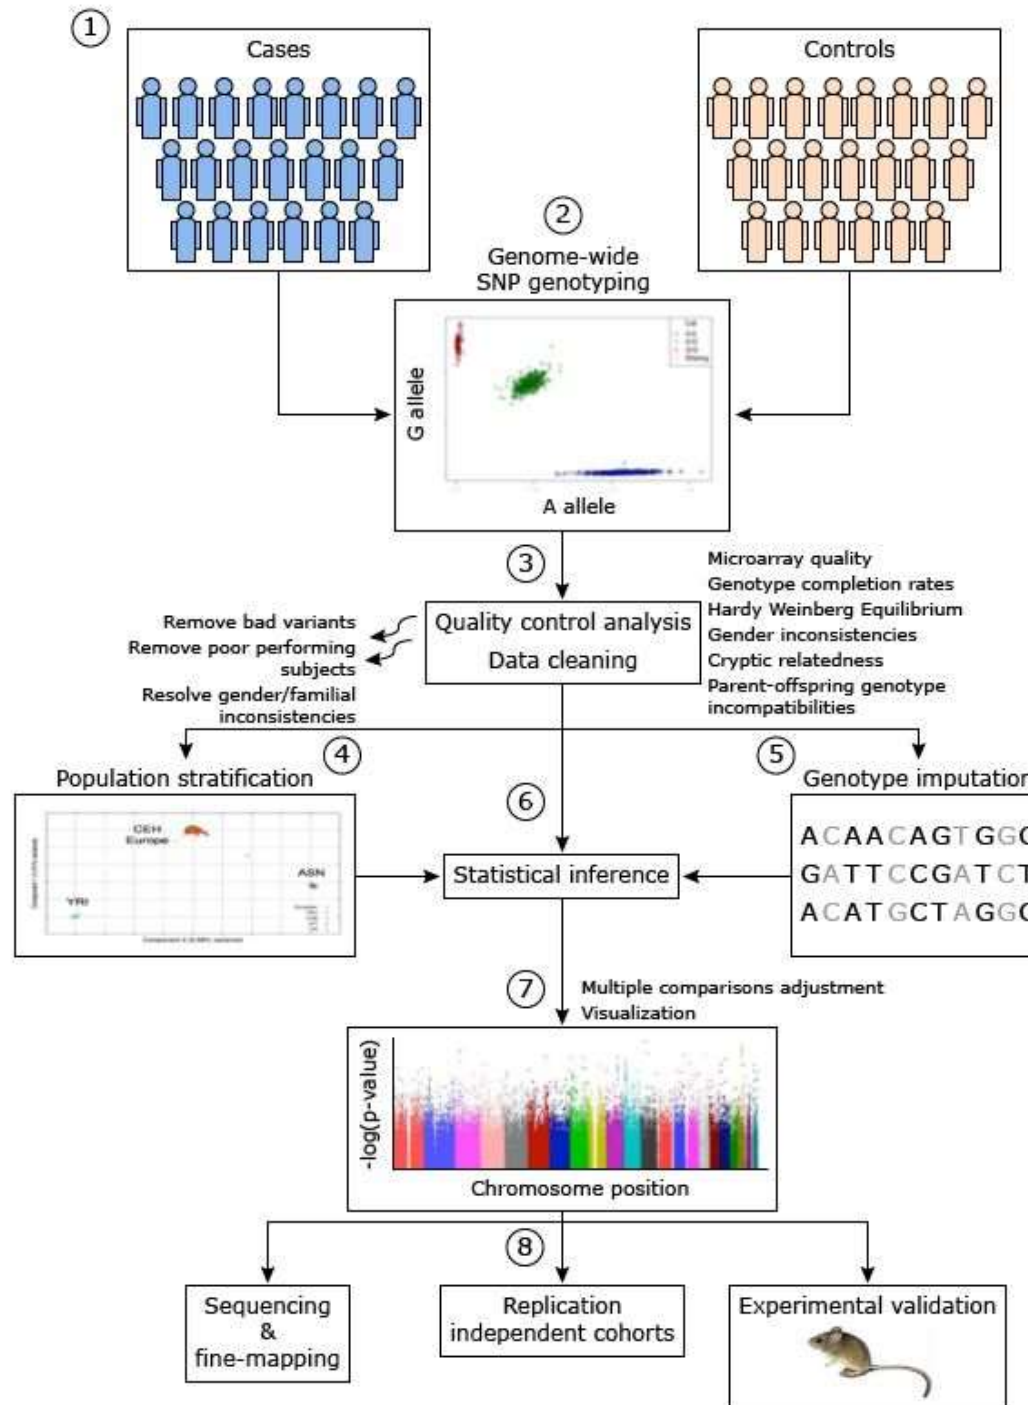 1
Cases
Controls
2
Genome-wide
SNP genotyping
G allele
A allele
3
Microarray quality
Genotype completion rates
Hardy Weinberg Equilibrium
Gender inconsistencies
Cryptic relatedness
Parent-offspring genotype
incompatibilities
Quality control analysis
Data cleaning
Remove bad variants
Remove poor performing
subjects
Resolve gender/familial
inconsistencies
4
Population stratification
CEH
Europe
ASN
YRI
5
Genotype imputation
ACAACAGTGGC
GATTCCGATCT
ACATGCTAGGC
6
Statistical inference
7
Multiple comparisons adjustment
Visualization
-log(p-value)
Chromosome position
8
Sequencing
&
fine-mapping
Replication
independent cohorts
Experimental validation